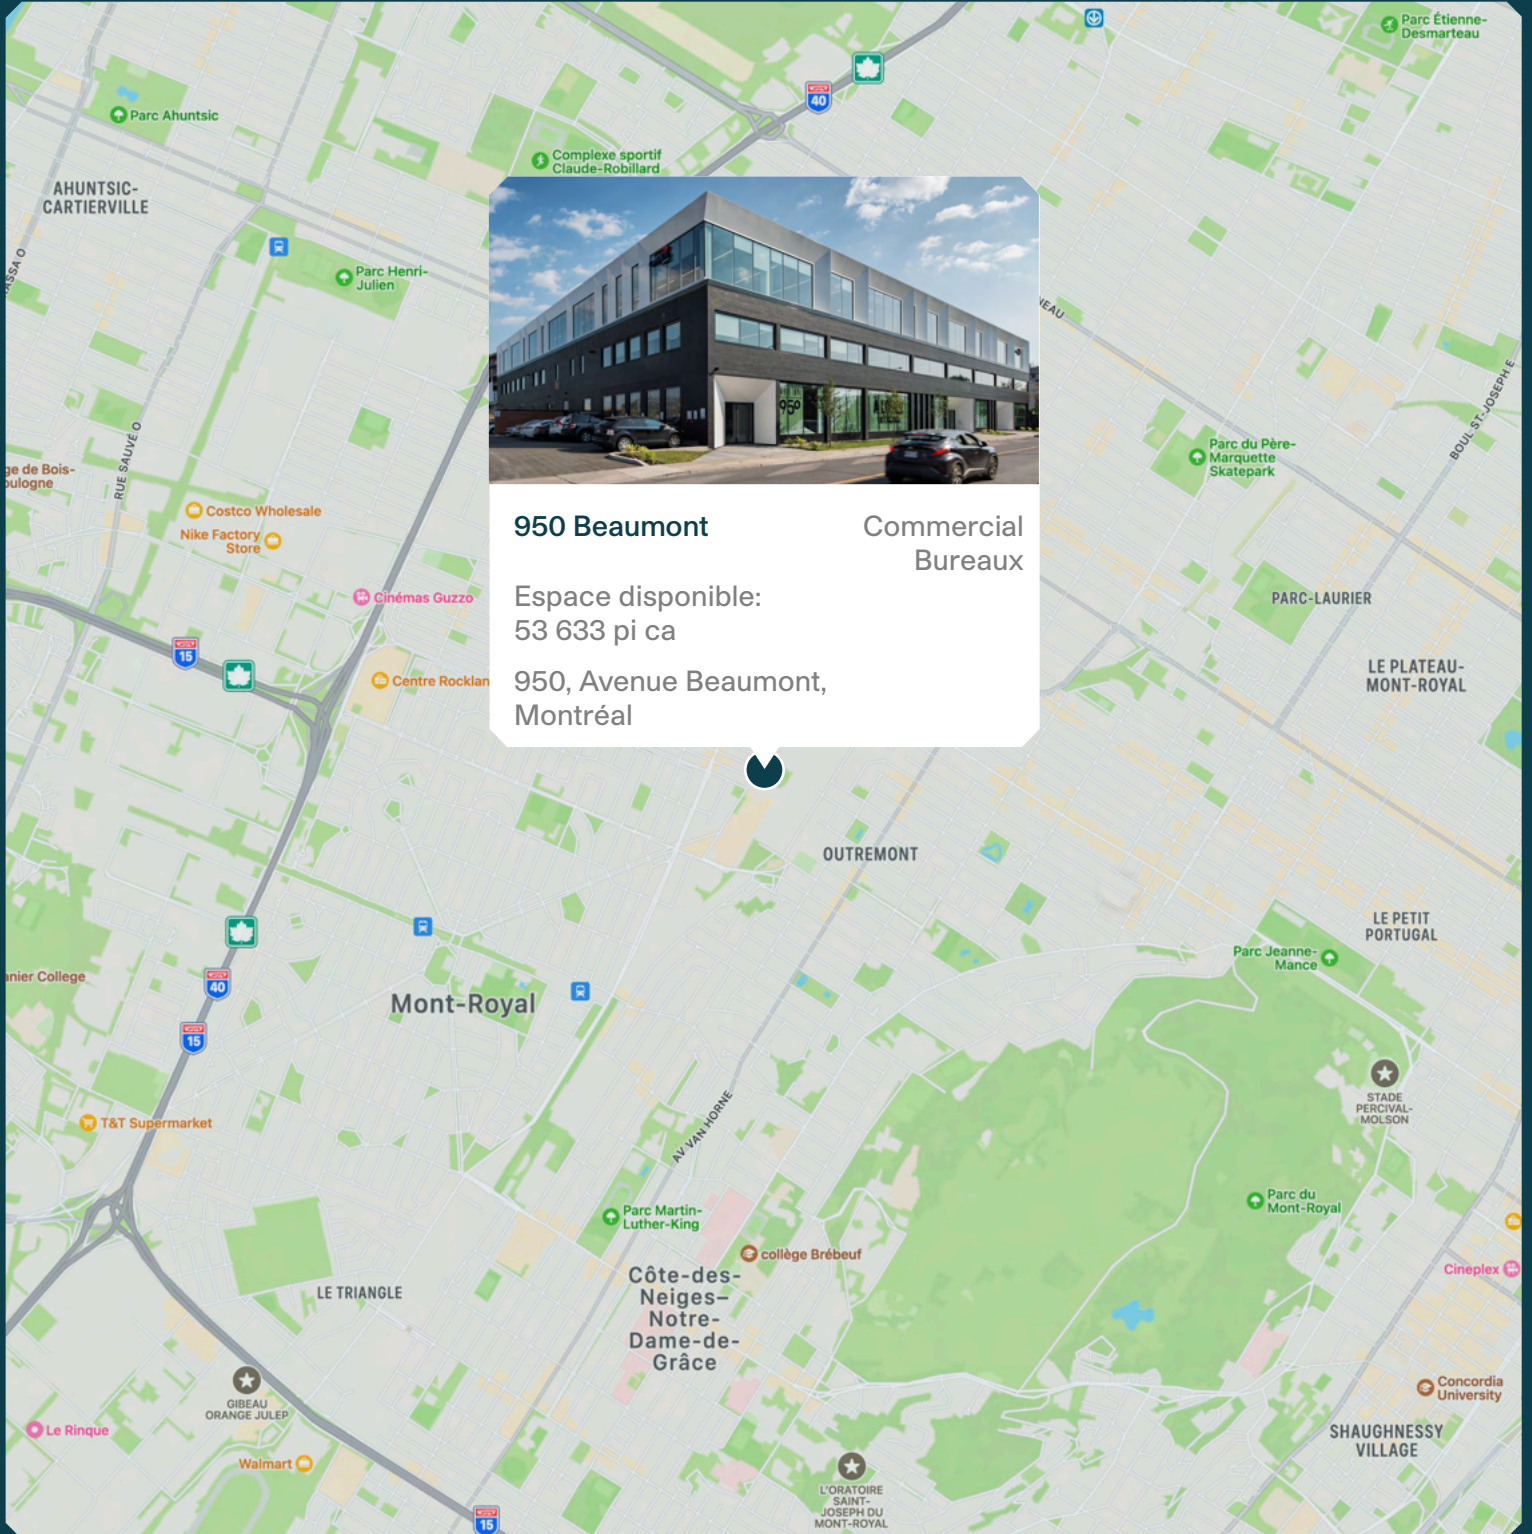 Parc Étienne-
Desmarteau
40
Parc Ahuntsic
Complexe sportif
Claude-Robillard
AHUNTSIC-
CARTIERVILLE
Parc Henri-
Julien
950
950 Beaumont
Commercial
Bureaux
Espace disponible:
53 633 pi ca
950, Avenue Beaumont,
Montréal
BOUL ST-JOSEPH E
RUE SAUVÉ O
Parc du Père-
Marquette
Skatepark
Costco Wholesale
Nike Factory
Store
Cinémas Guzzo
PARC-LAURIER
15
Centre Rocklan
LE PLATEAU-
MONT-ROYAL
OUTREMONT
LE PETIT
PORTUGAL
Parc Jeanne-
Mance
anier College
40
Mont-Royal
15
STADE
PERCIVAL-
MOLSON
T&T Supermarket
AV VAN HORNE
Parc du
Mont-Royal
Parc Martin-
Luther-King
collège Brébeuf
Cineplex
Côte-des-
Neiges–
Notre-
Dame-de-
Grâce
LE TRIANGLE
GIBEAU
ORANGE JULEP
Concordia
University
Le Rinque
SHAUGHNESSY
VILLAGE
Walmart
L'ORATOIRE
SAINT-
JOSEPH DU
MONT-ROYAL
15